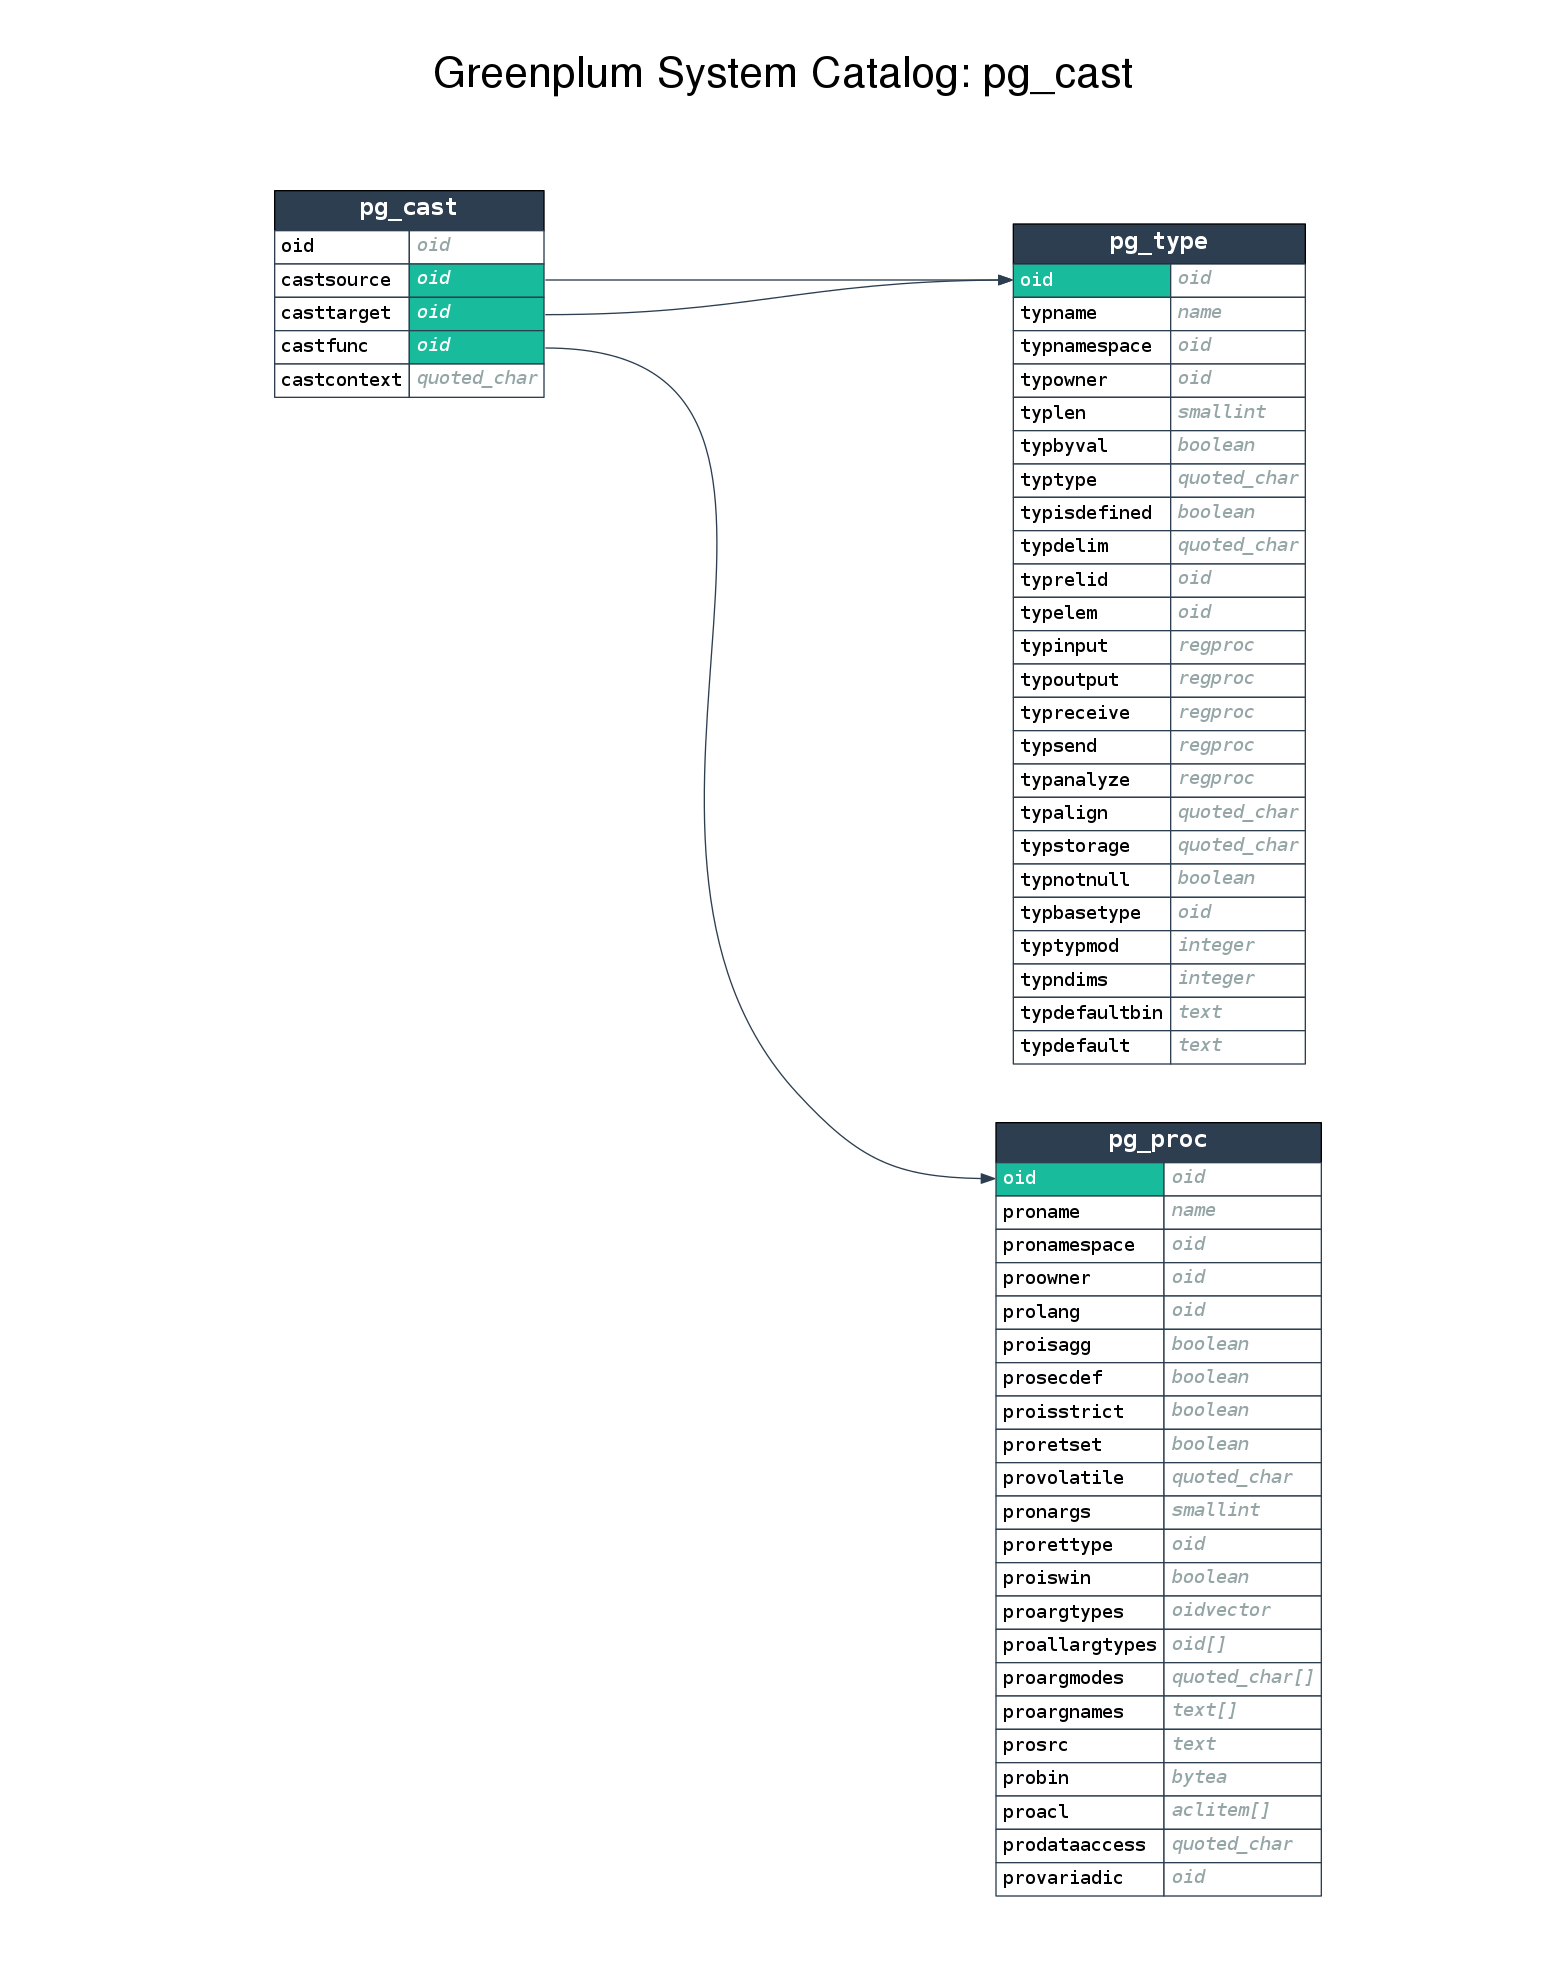 Greenplum System Catalog: pg_cast
pg_cast
oid oid
castsource oid
casttarget oid
castfunc oid
castcontext quoted_char
pg_type
oid oid
typname name
typnamespace oid
typowner oid
typlen smallint
typbyval boolean
typtype quoted_char
typisdefined boolean
typdelim quoted_char
typrelid oid
typelem oid
typinput regproc
typoutput regproc
typreceive regproc
typsend regproc
typanalyze regproc
typalign quoted_char
typstorage quoted_char
typnotnull boolean
typbasetype oid
typtypmod integer
typndims integer
typdefaultbin text
typdefault text
pg_proc
oid oid
proname name
pronamespace oid
proowner oid
prolang oid
proisagg boolean
prosecdef boolean
proisstrict boolean
proretset boolean
provolatile quoted_char
pronargs smallint
prorettype oid
proiswin boolean
proargtypes oidvector
proallargtypes oid[]
proargmodes quoted_char[]
proargnames text[]
prosrc text
probin bytea
proacl aclitem[]
prodataaccess quoted_char
provariadic oid